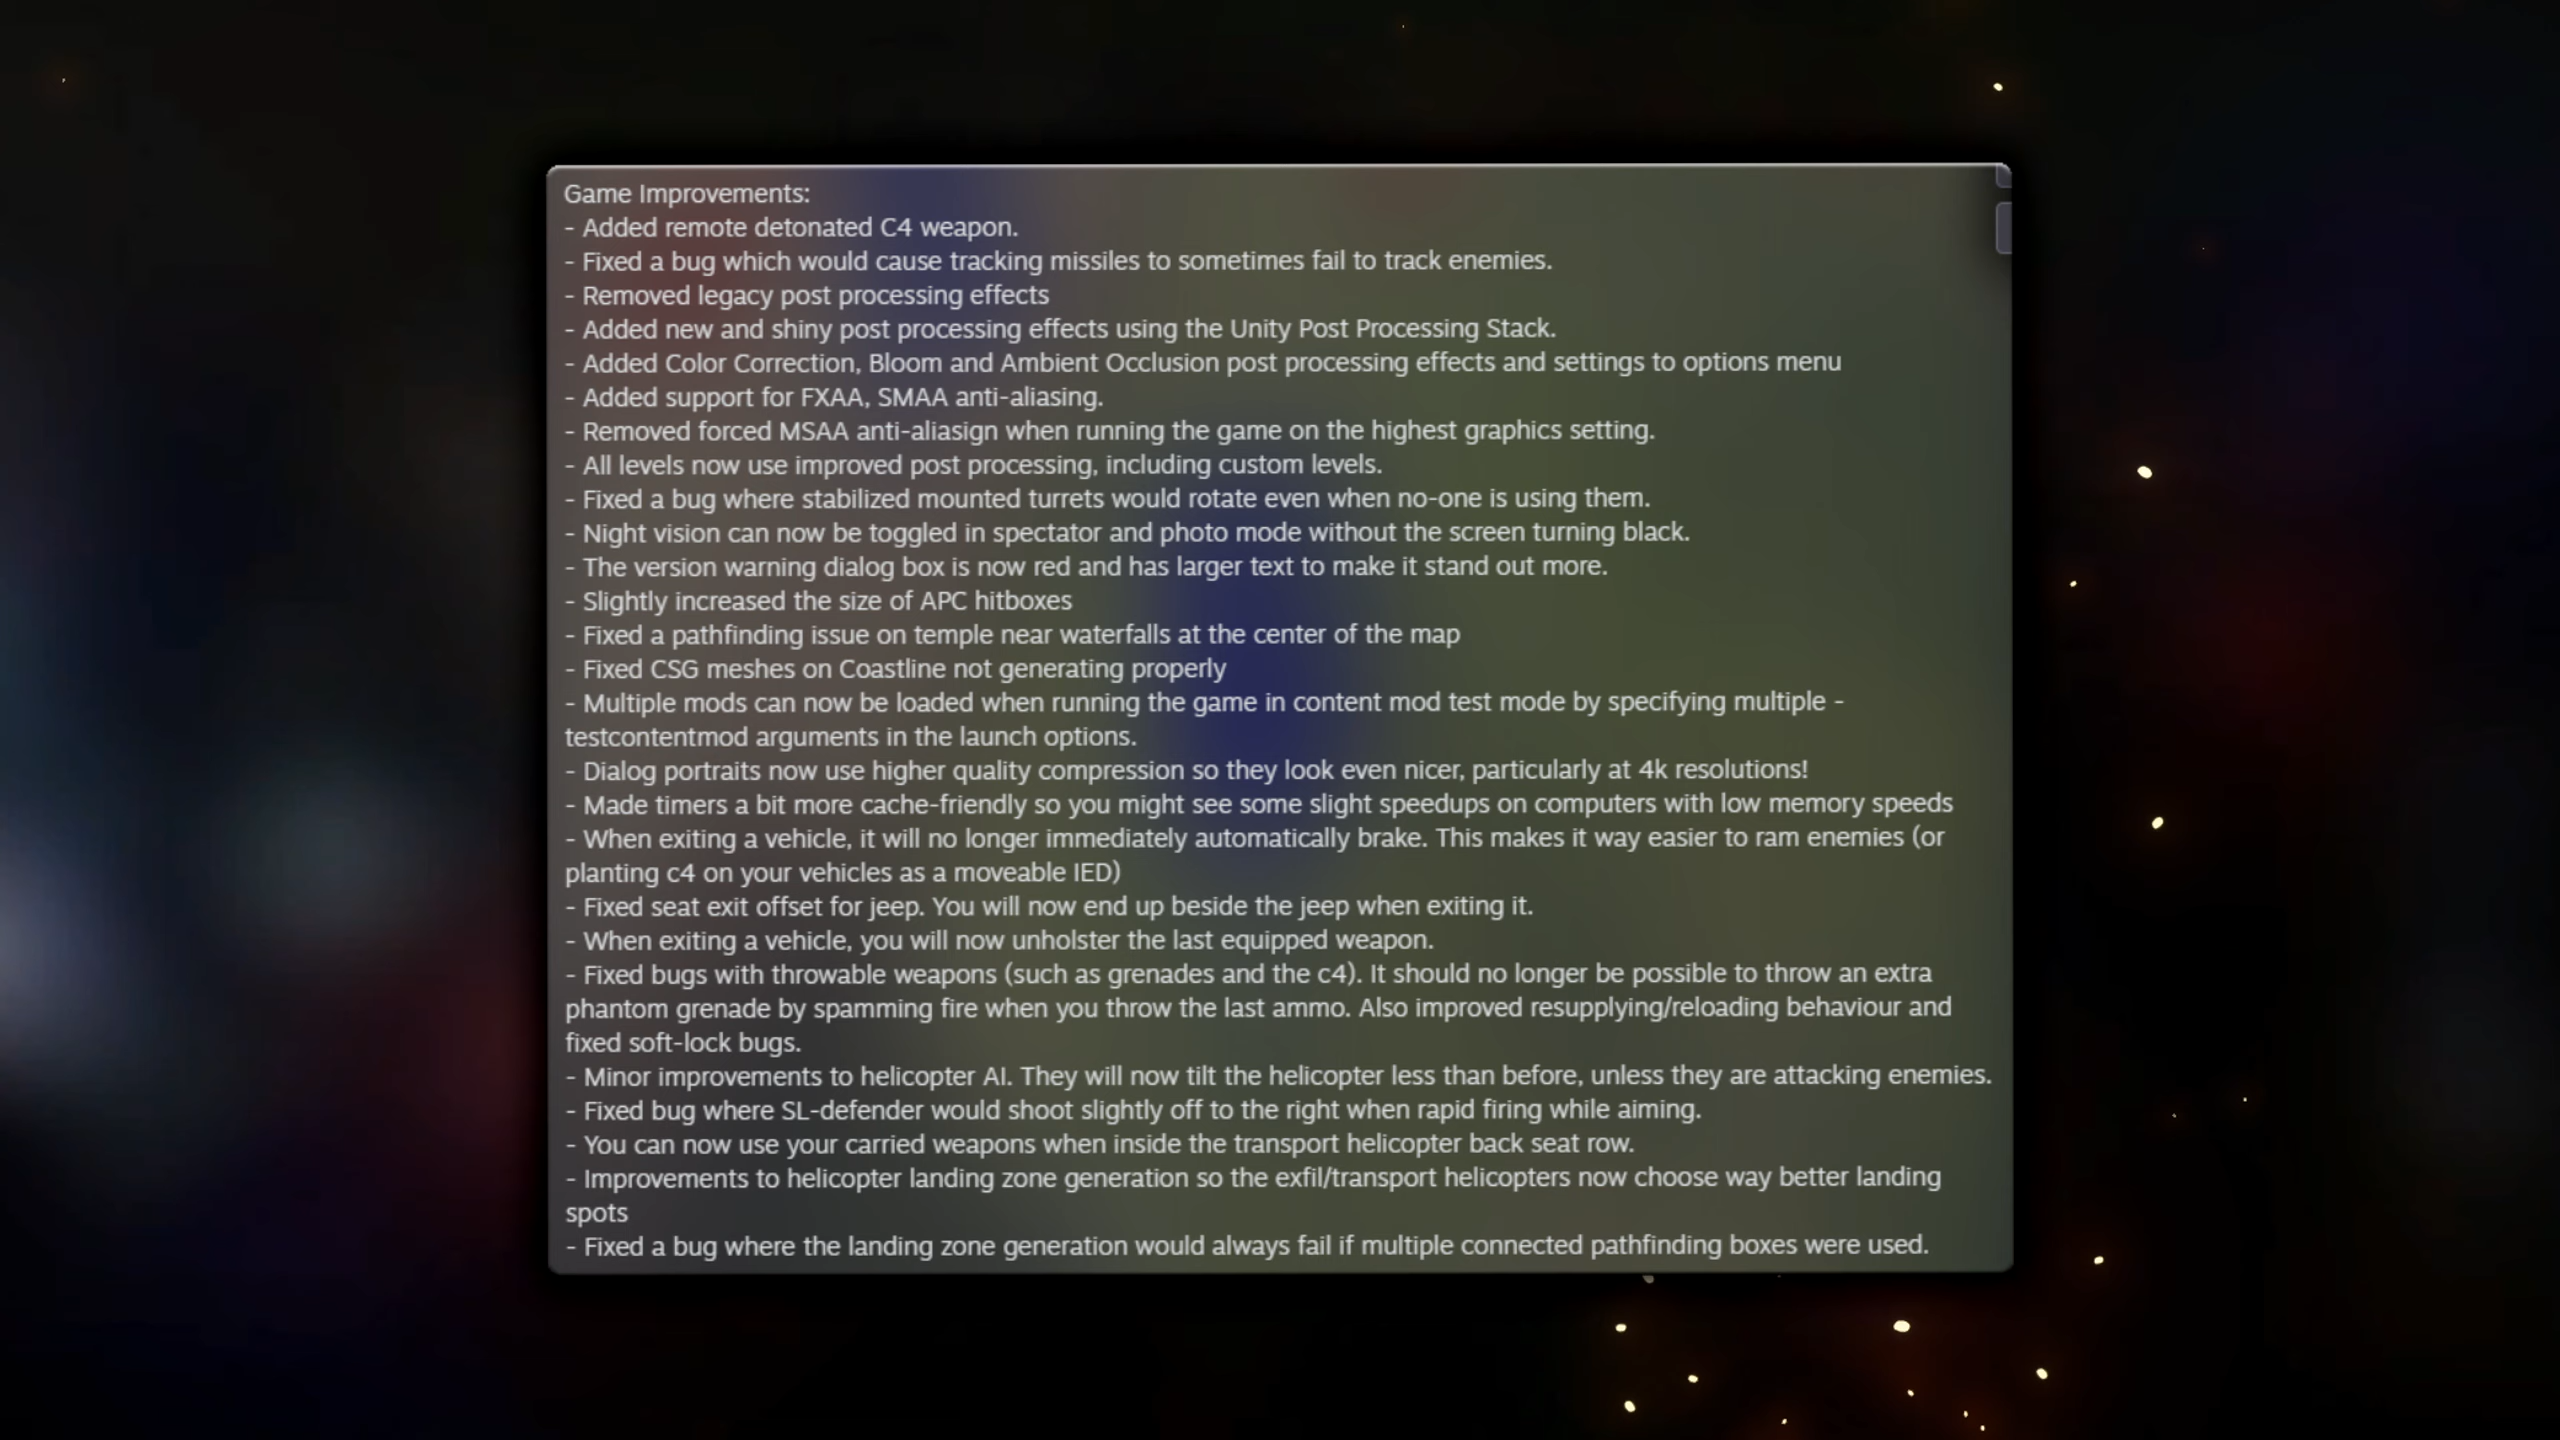 Game Improvements:
- Added remote detonated C4 weapon.
- Fixed a bug which would cause tracking missiles to sometimes fail to track enemies.
- Removed legacy post processing effects
- Added new and shiny post processing effects using the Unity Post Processing Stack.
- Added Color Correction, Bloom and Ambient Occlusion post processing effects and settings to options menu
- Added support for FXAA, SMAA anti-aliasing.
- Removed forced MSAA anti-aliasign when running the game on the highest graphics setting.
- All levels now use improved post processing, including custom levels.
- Fixed a bug where stabilized mounted turrets would rotate even when no-one is using them.
- Night vision can now be toggled in spectator and photo mode without the screen turning black.
- The version warning dialog box is now red and has larger text to make it stand out more.
- Slightly increased the size of APC hitboxes
- Fixed a pathfinding issue on temple near waterfalls at the center of the map
- Fixed CSG meshes on Coastline not generating properly
- Multiple mods can now be loaded when running the game in content mod test mode by specifying multiple -
testcontentmod arguments in the launch options.
- Dialog portraits now use higher quality compression so they look even nicer, particularly at 4k resolutions!
- Made timers a bit more cache-friendly so you might see some slight speedups on computers with low memory speeds
- When exiting a vehicle, it will no longer immediately automatically brake. This makes it way easier to ram enemies (or
planting c4 on your vehicles as a moveable IED)
- Fixed seat exit offset for jeep. You will now end up beside the jeep when exiting it.
- When exiting a vehicle, you will now unholster the last equipped weapon.
- Fixed bugs with throwable weapons (such as grenades and the c4). It should no longer be possible to throw an extra
phantom grenade by spamming fire when you throw the last ammo. Also improved resupplying/reloading behaviour and
fixed soft-lock bugs.
- Minor improvements to helicopter AI. They will now tilt the helicopter less than before, unless they are attacking enemies.
- Fixed bug where SL-defender would shoot slightly off to the right when rapid firing while aiming.
- You can now use your carried weapons when inside the transport helicopter back seat row.
- Improvements to helicopter landing zone generation so the exfil/transport helicopters now choose way better landing
spots
- Fixed a bug where the landing zone generation would always fail if multiple connected pathfinding boxes were used.